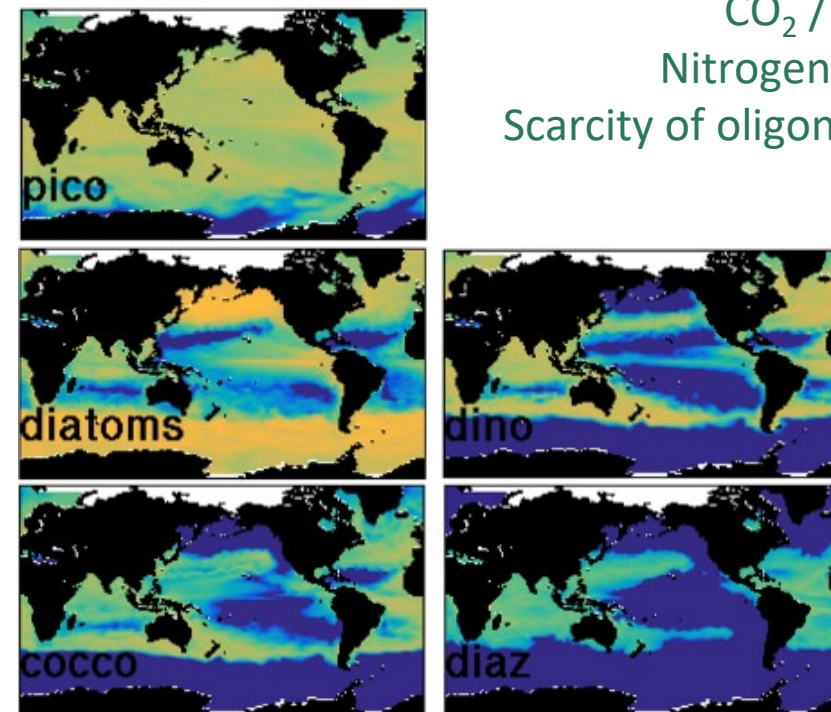 CO₂ /
Nitrogen
Scarcity of oligon
pico
diatoms
dino
cocco
diaz